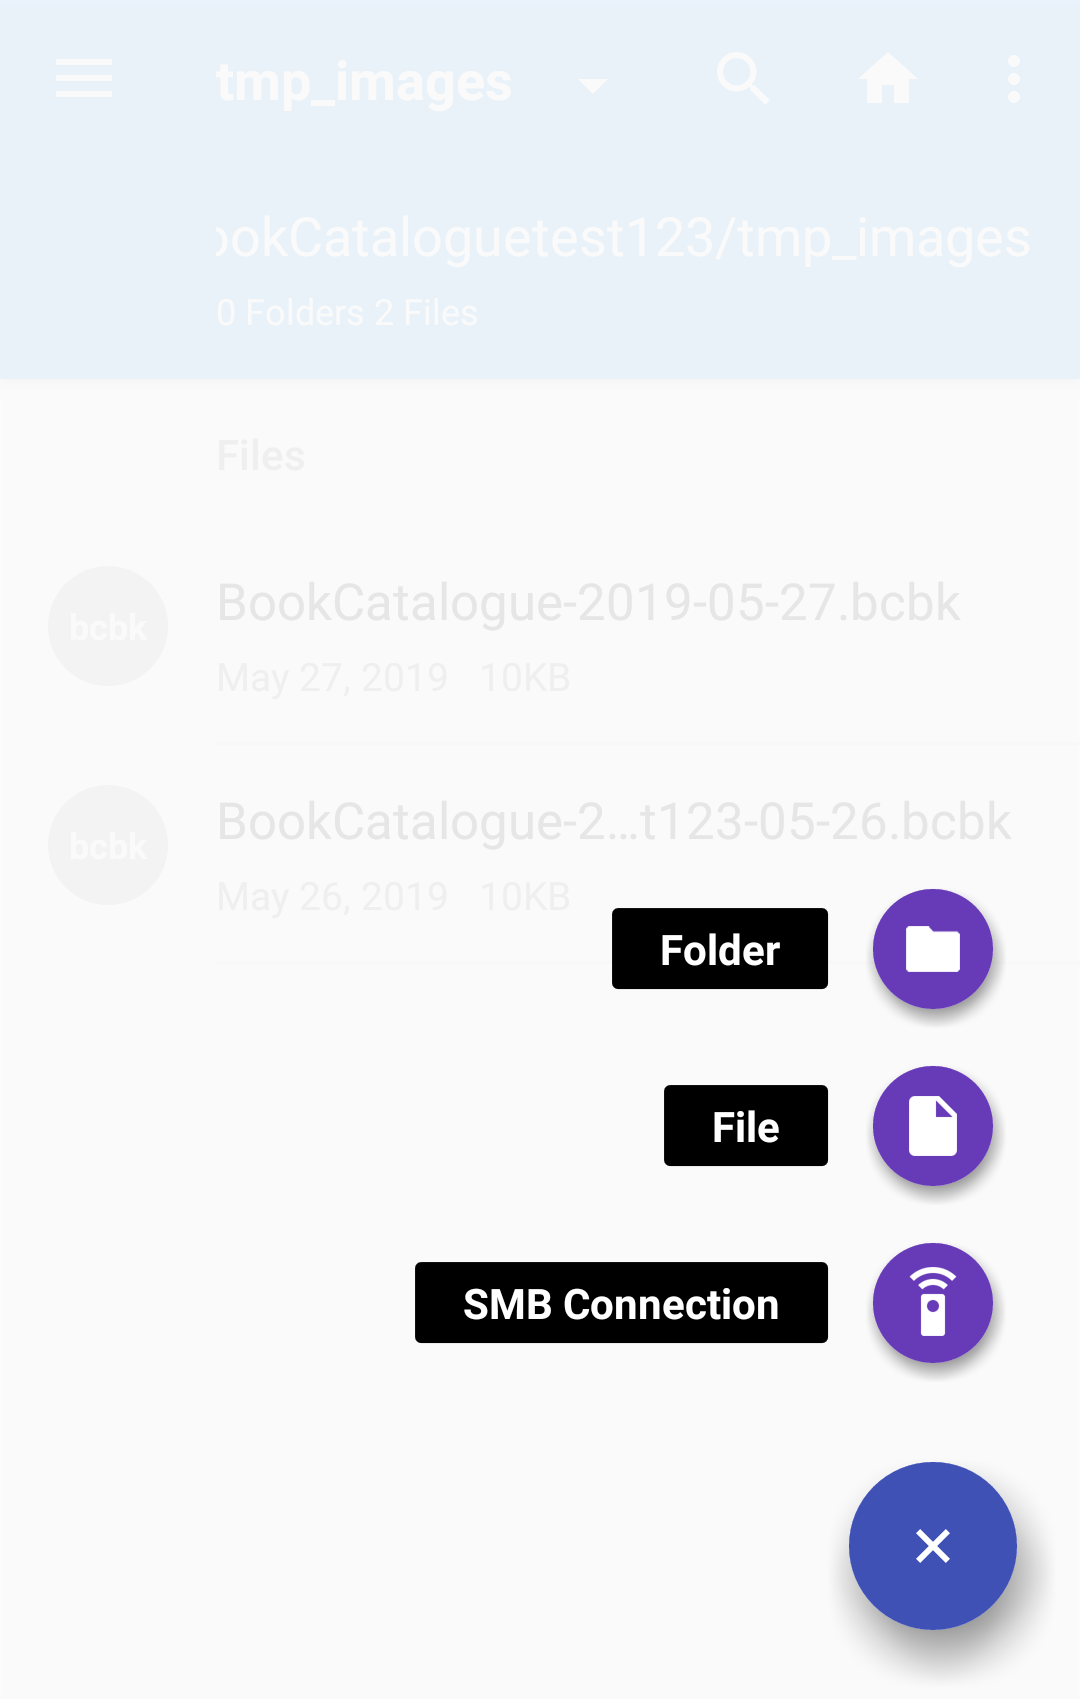 tmp_images
ookCataloguetest123/tmp_images
0 Folders 2 Files
Files
bcbk
BookCatalogue-2019-05-27.bcbk
May 27, 2019 10KB
bcbk
BookCatalogue-2...t123-05-26.bcbk
May 26, 2019 10KB
Folder
File
SMB Connection